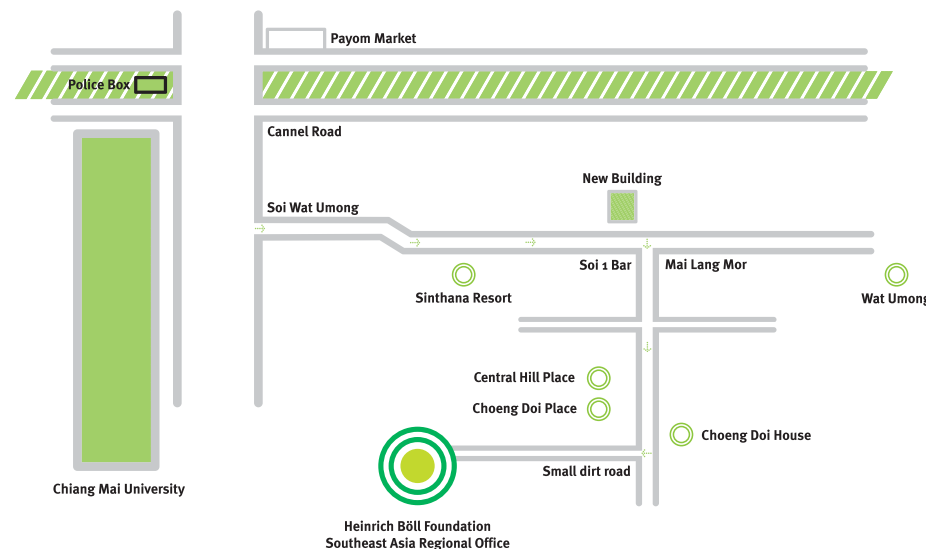 Payom Market
Police Box
Cannel Road
New Building
Soi Wat Umong
Soi 1 Bar
Mai Lang Mor
Sinthana Resort
Wat Umong
Central Hill Place
Choeng Doi Place
Choeng Doi House
Small dirt road
Chiang Mai University
Heinrich Böll Foundation
Southeast Asia Regional Office